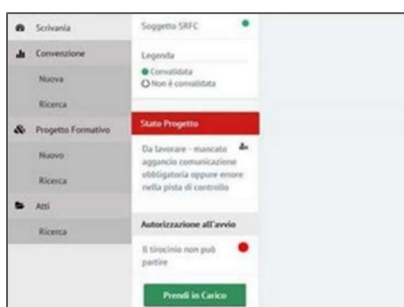 Scrivania
Convenzione
Nuova
Ricerca
Progetto Formativo
Nuovo
Ricerca
Atti
Ricerca
Soggetto SRFC
Legenda
Convalidata
Non è convalidata
Stato Progetto
Da lavorare - mancato
aggancio comunicazione
obbligatoria oppure errore
nella pista di controllo
Autorizzazione all'avvio
Il tirocinio non può
partire
Prendi in Carico